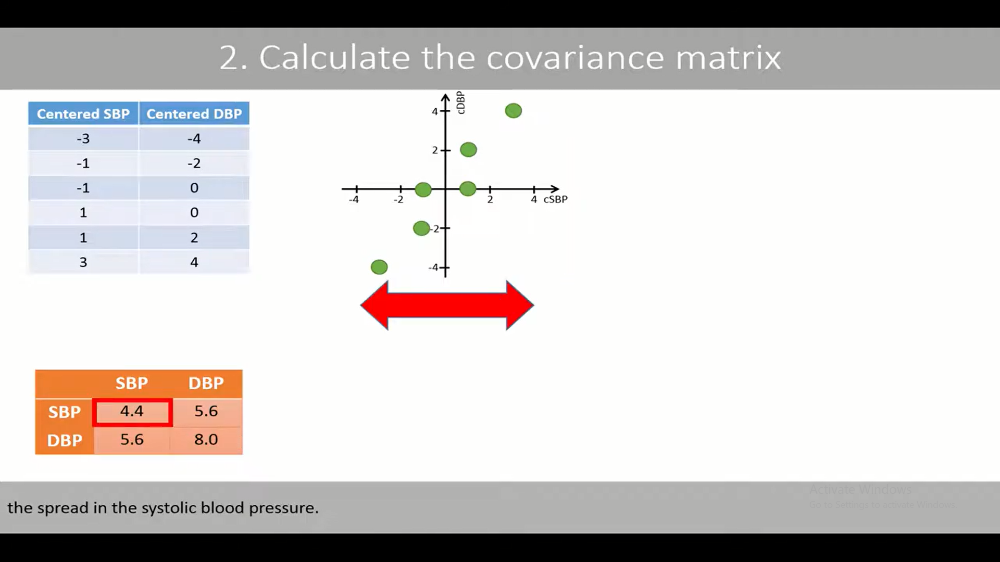 2. Calculate the covariance matrix
Centered SBP Centered DBP
-3 -4
-1 -2
-1 0
1 0
1 2
3 4
cDBP
4
2
-4 -2 2 4 cSBP
-2
-4
SBP DBP
SBP 4.4 5.6
DBP 5.6 8.0
Activate Windows
Go to Settings to activate Windows.
the spread in the systolic blood pressure.